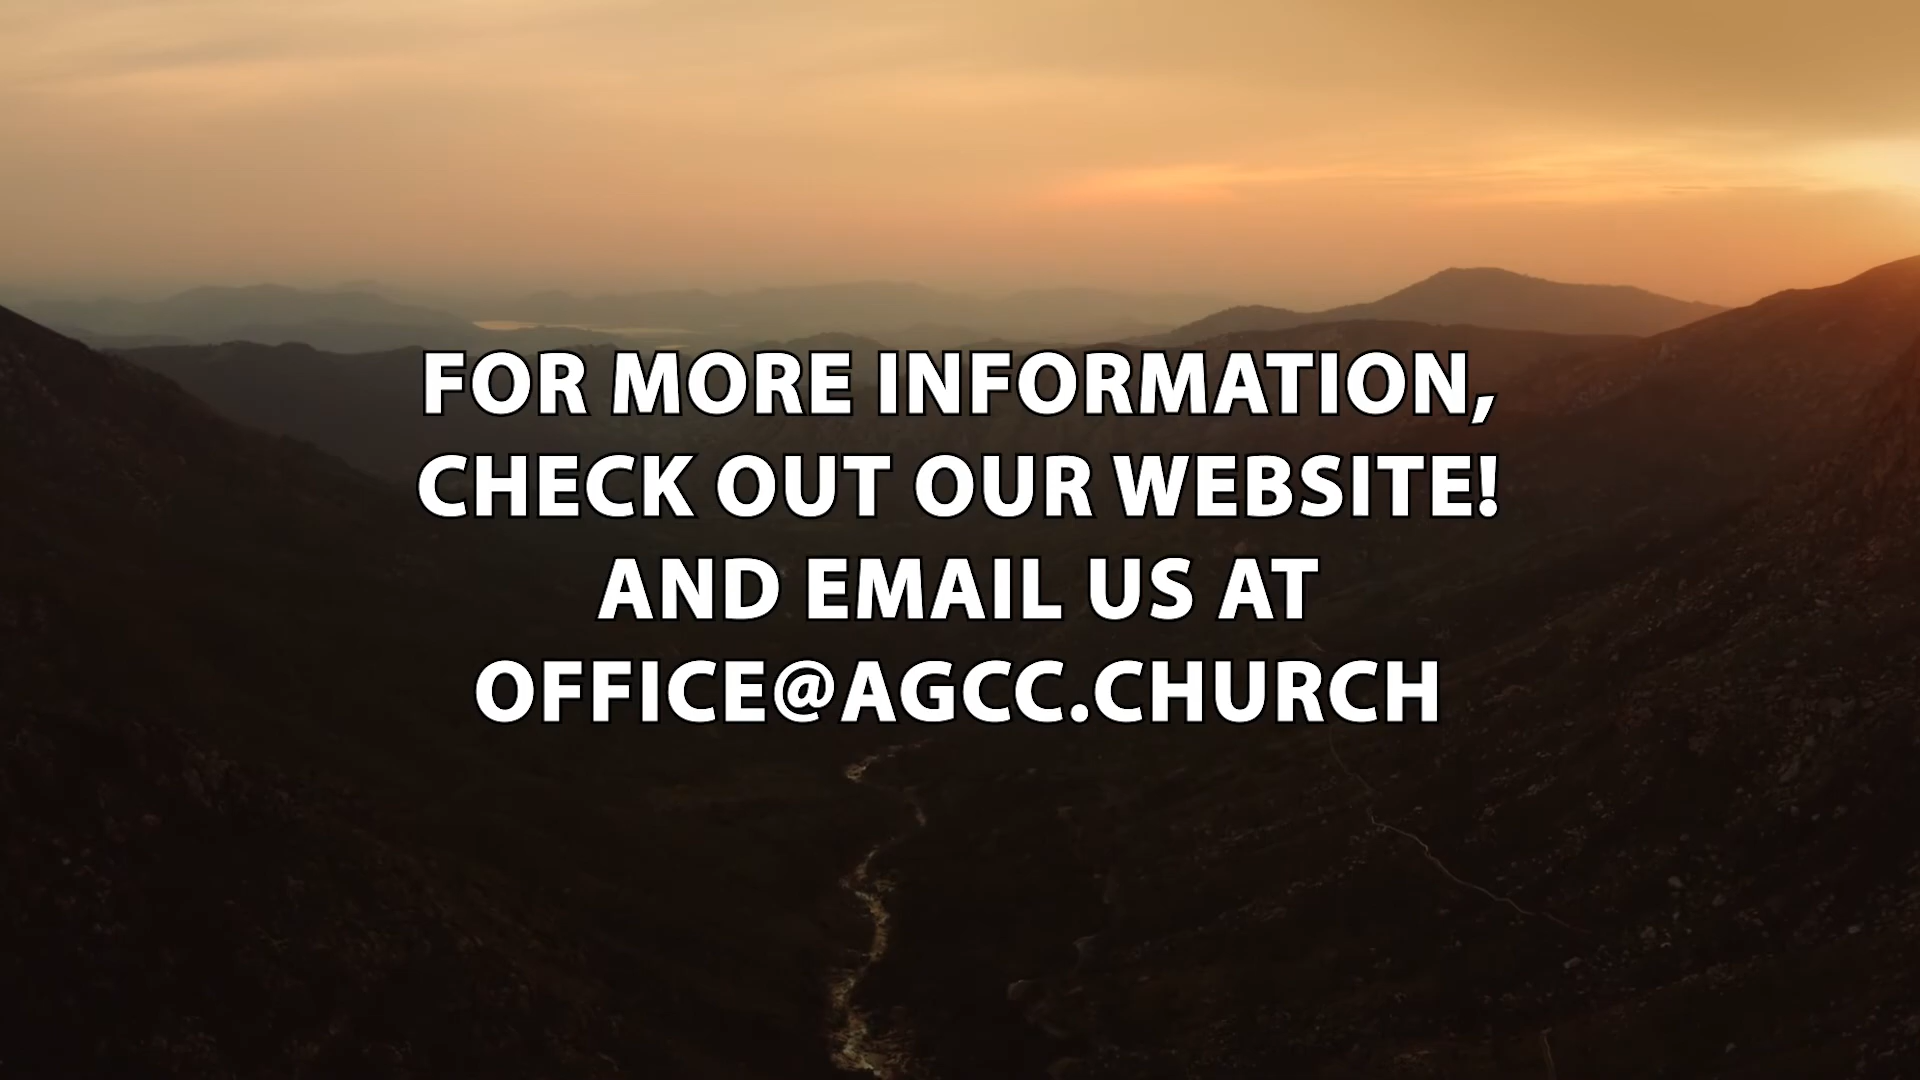 FOR MORE INFORMATION,
CHECK OUT OUR WEBSITE!
AND EMAIL US AT
OFFICE@AGCC.CHURCH